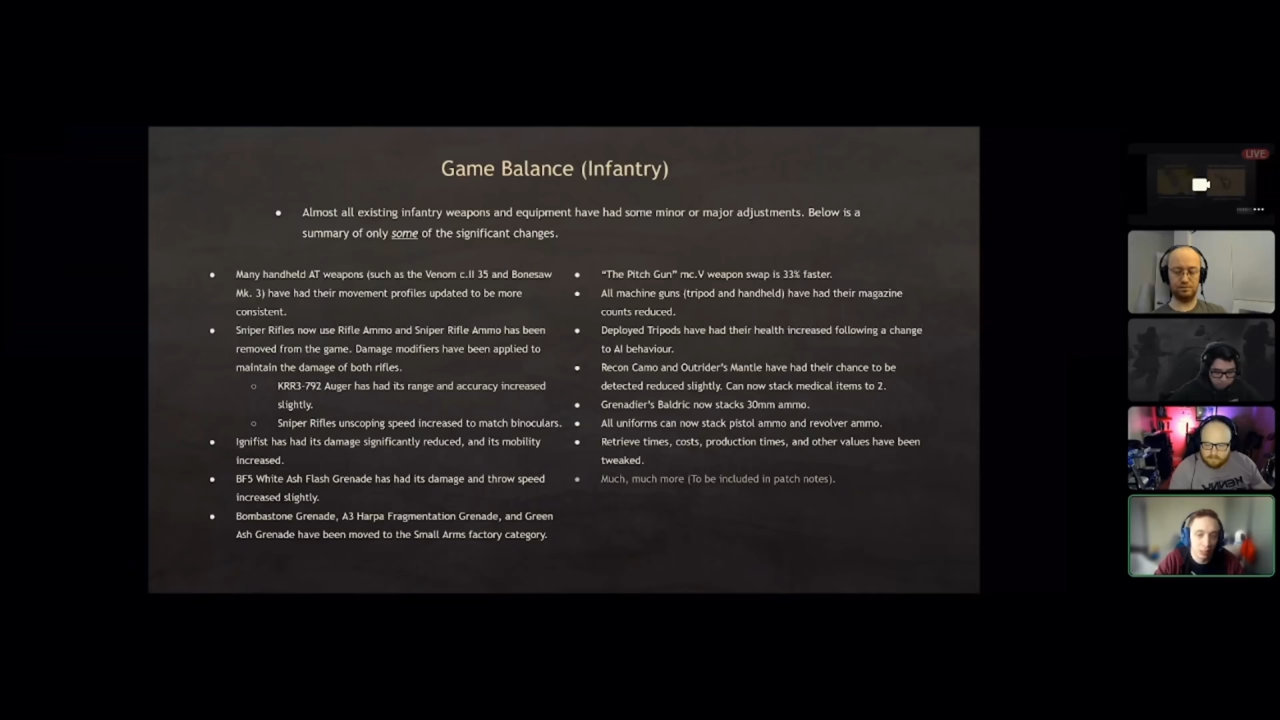 Game Balance (Infantry)
● Almost all existing infantry weapons and equipment have had some minor or major adjustments. Below is a
summary of only some of the significant changes.
● Many handheld AT weapons (such as the Venom c.II 35 and Bonesaw
Mk. 3) have had their movement profiles updated to be more
consistent.
● Sniper Rifles now use Rifle Ammo and Sniper Rifle Ammo has been
removed from the game. Damage modifiers have been applied to
maintain the damage of both rifles.
○ KRR3-792 Auger has had its range and accuracy increased
slightly.
○ Sniper Rifles unscoping speed increased to match binoculars.
● Ignifist has had its damage significantly reduced, and its mobility
increased.
● BF5 White Ash Flash Grenade has had its damage and throw speed
increased slightly.
● Bombastone Grenade, A3 Harpa Fragmentation Grenade, and Green
Ash Grenade have been moved to the Small Arms factory category.
● "The Pitch Gun" mc.V weapon swap is 33% faster.
● All machine guns (tripod and handheld) have had their magazine
counts reduced.
● Deployed Tripods have had their health increased following a change
to AI behaviour.
● Recon Camo and Outrider's Mantle have had their chance to be
detected reduced slightly. Can now stack medical items to 2.
● Grenadier's Baldric now stacks 30mm ammo.
● All uniforms can now stack pistol ammo and revolver ammo.
● Retrieve times, costs, production times, and other values have been
tweaked.
● Much, much more (To be included in patch notes).
LIVE